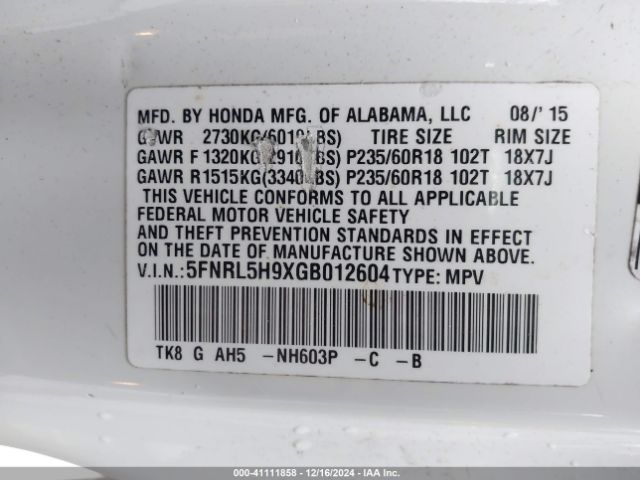 MFD. BY HONDA MFG. OF ALABAMA, LLC 08/' 15
GVWR 2730KG(6019LBS) TIRE SIZE RIM SIZE
GAWR F 1320KG(2910LBS) P235/60R18 102T 18X7J
GAWR R1515KG(3340LBS) P235/60R18 102T 18X7J
THIS VEHICLE CONFORMS TO ALL APPLICABLE
FEDERAL MOTOR VEHICLE SAFETY
AND THEFT PREVENTION STANDARDS IN EFFECT
ON THE DATE OF MANUFACTURE SHOWN ABOVE.
V.I.N.: 5FNRL5H9XGB012604 TYPE: MPV
TK8 G AH5 -NH603P -C -B
000-41111858 - 12/16/2024 - IAA Inc.